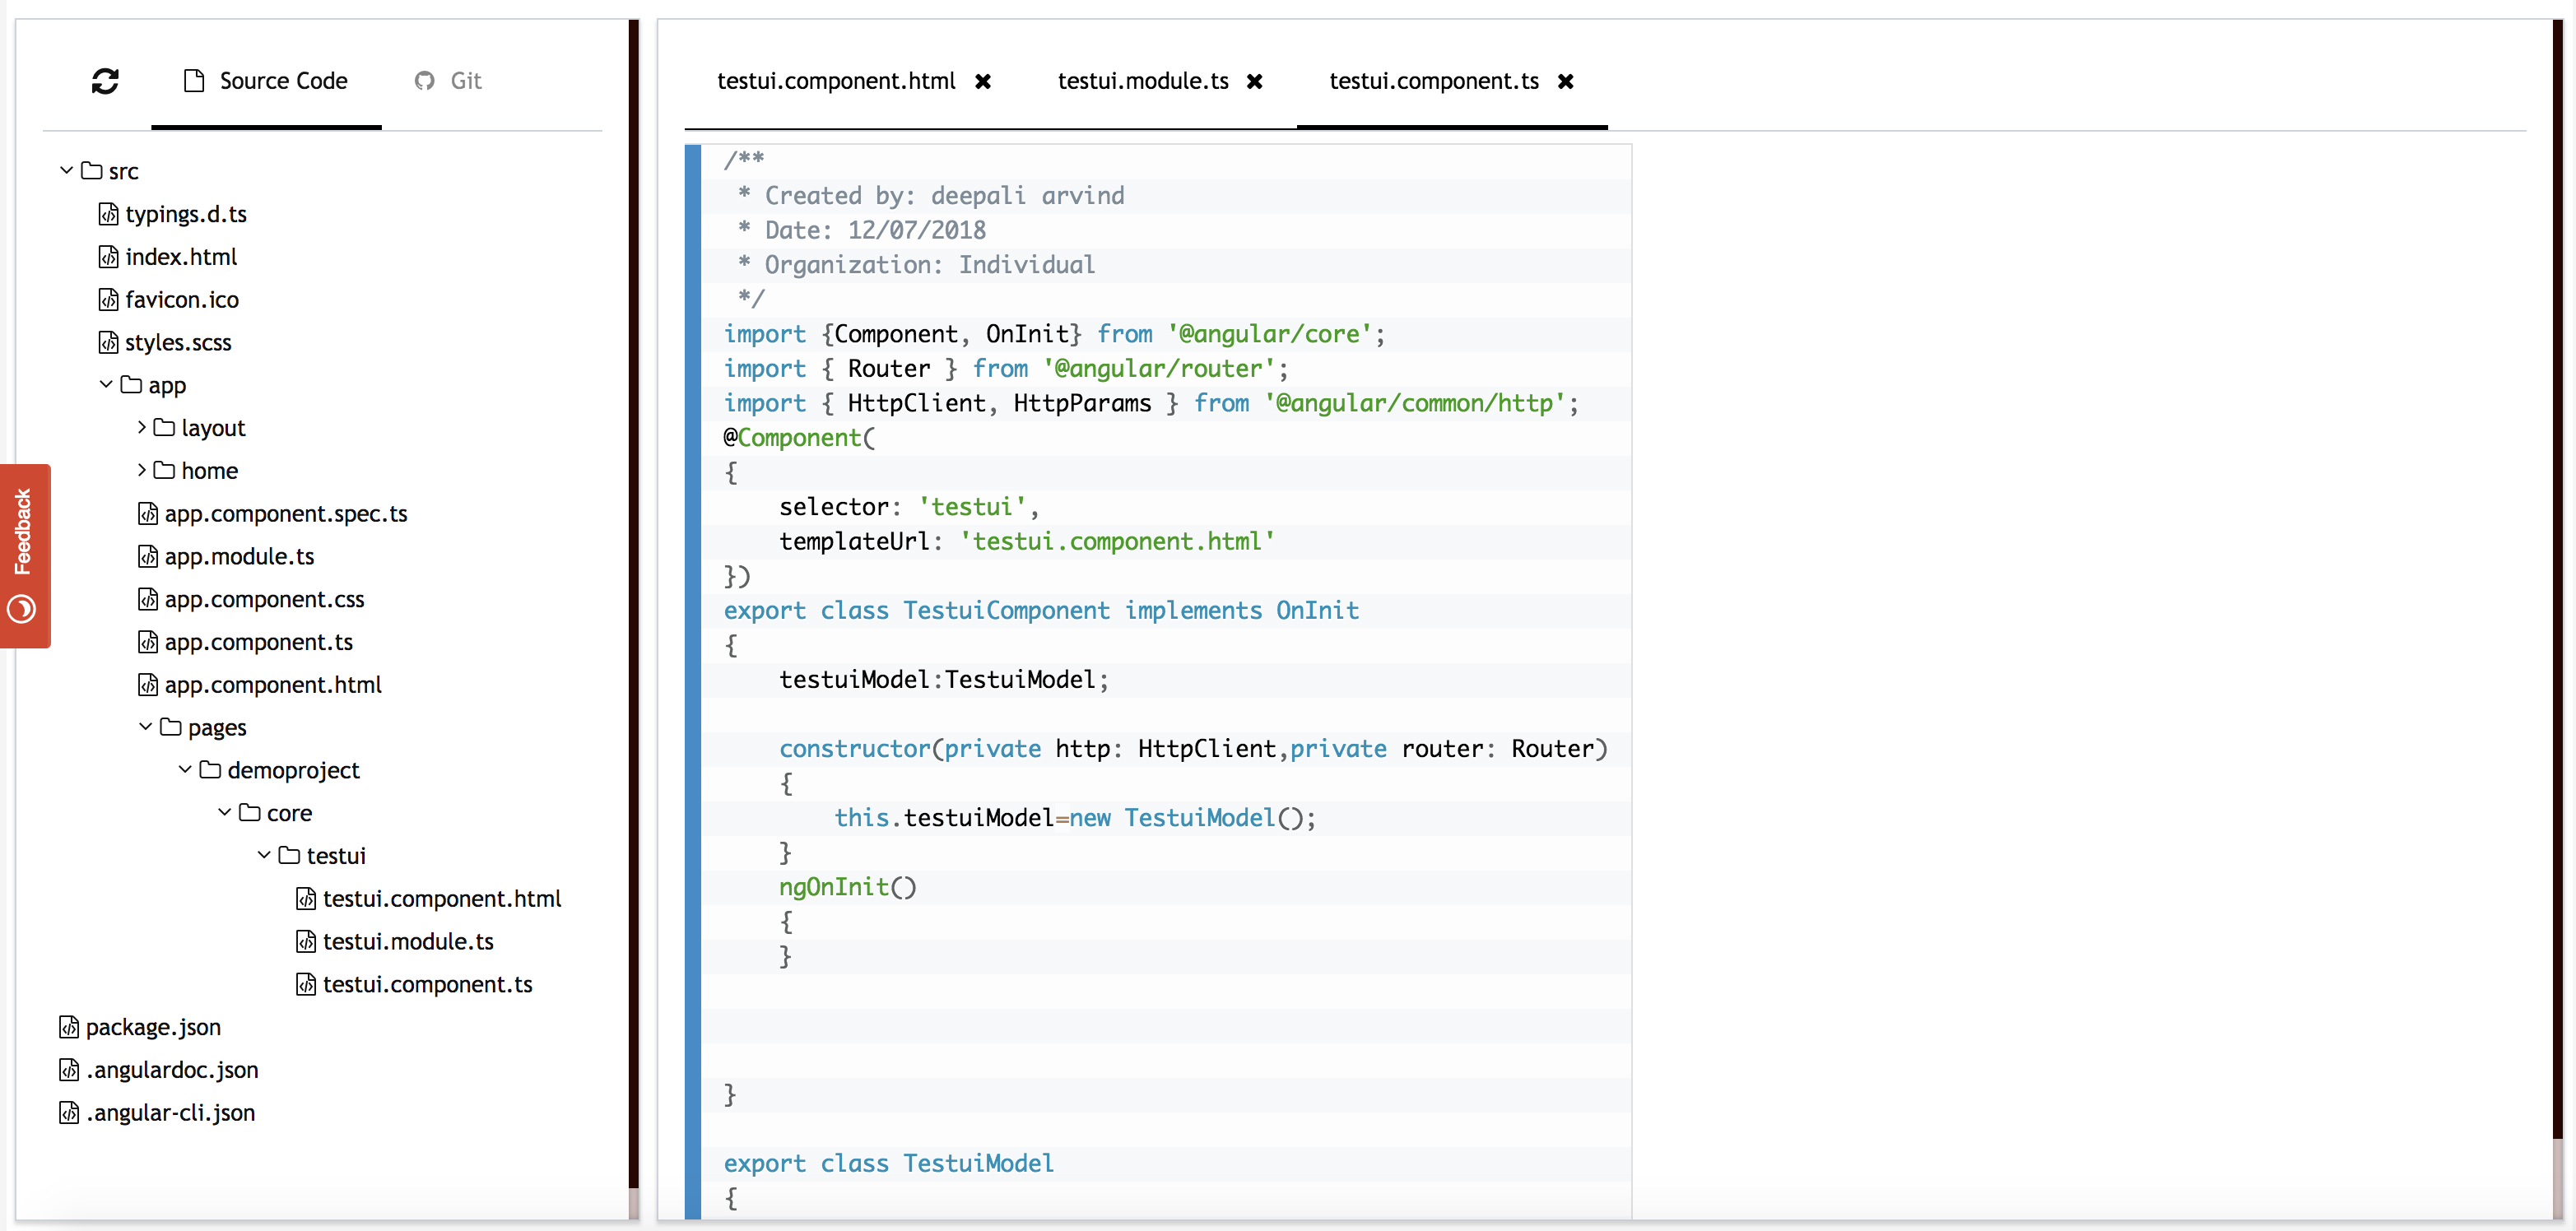 Source Code
Git
src
typings.d.ts
index.html
favicon.ico
styles.scss
app
layout
home
app.component.spec.ts
app.module.ts
app.component.css
app.component.ts
app.component.html
pages
demoproject
core
testui
testui.component.html
testui.module.ts
testui.component.ts
package.json
.angulardoc.json
.angular-cli.json
Feedback
testui.component.html
testui.module.ts
testui.component.ts
/**
 * Created by: deepali arvind
 * Date: 12/07/2018
 * Organization: Individual
 */
import {Component, OnInit} from '@angular/core';
import { Router } from '@angular/router';
import { HttpClient, HttpParams } from '@angular/common/http';
@Component(
{
    selector: 'testui',
    templateUrl: 'testui.component.html'
})
export class TestuiComponent implements OnInit
{
    testuiModel:TestuiModel;
    constructor(private http: HttpClient,private router: Router)
    {
        this.testuiModel=new TestuiModel();
    }
    ngOnInit()
    {
    }
}
export class TestuiModel
{